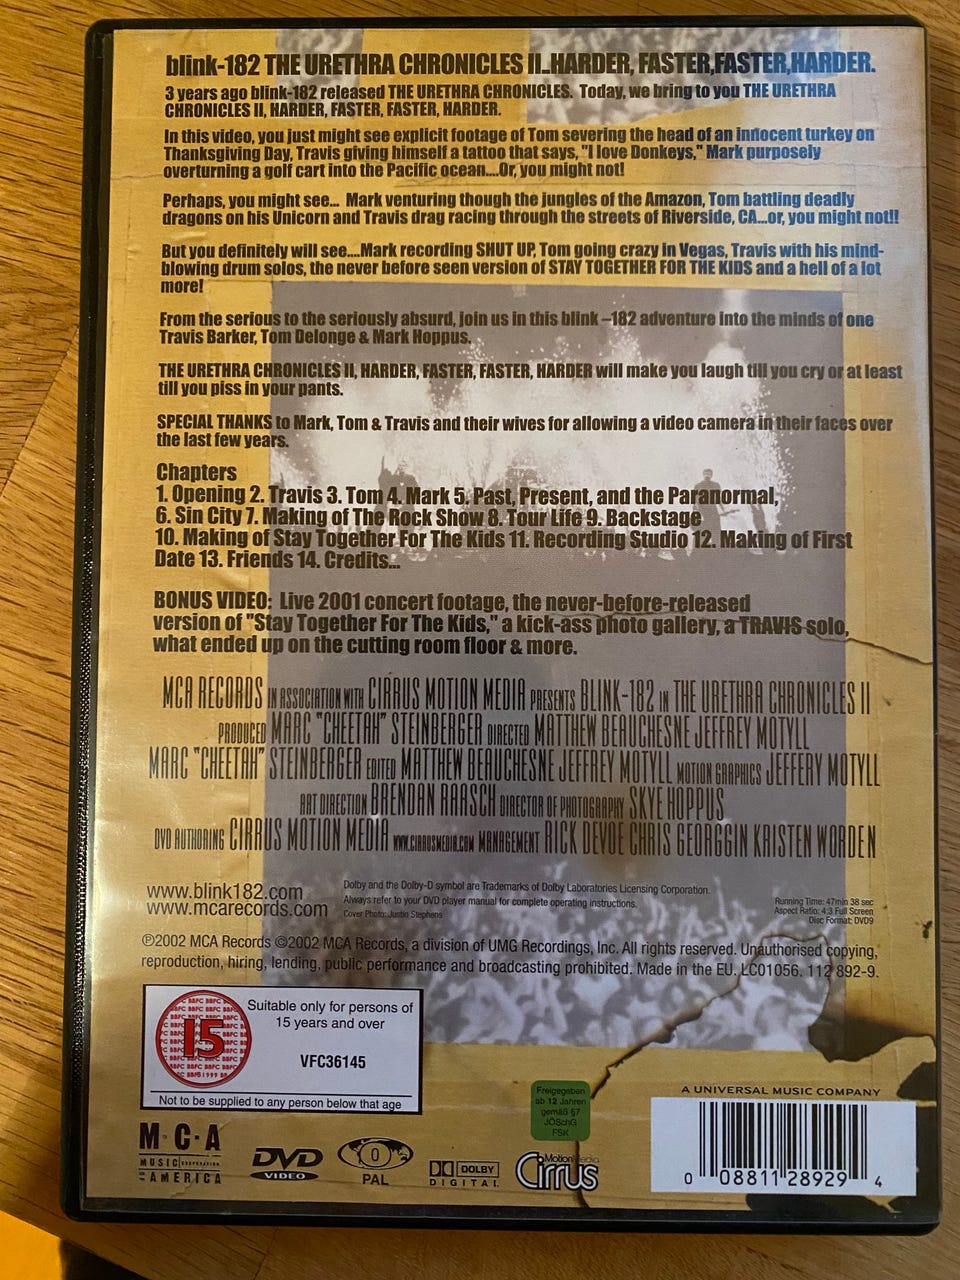 blink-182 THE URETHRA CHRONICLES II..HARDER, FASTER,FASTER,HARDER.
3 years ago blink-182 released THE URETHRA CHRONICLES. Today, we bring to you THE URETHRA
CHRONICLES II, HARDER, FASTER, FASTER, HARDER.
In this video, you just might see explicit footage of Tom severing the head of an innocent turkey on
Thanksgiving Day, Travis giving himself a tattoo that says, "I love Donkeys," Mark purposely
overturning a golf cart into the Pacific ocean....Or, you might not!
Perhaps, you might see... Mark venturing though the jungles of the Amazon, Tom battling deadly
dragons on his Unicorn and Travis drag racing through the streets of Riverside, CA...or, you might not!!
But you definitely will see....Mark recording SHUT UP, Tom going crazy in Vegas, Travis with his mind-
blowing drum solos, the never before seen version of STAY TOGETHER FOR THE KIDS and a hell of a lot
more!
From the serious to the seriously absurd, join us in this blink –182 adventure into the minds of one
Travis Barker, Tom Delonge & Mark Hoppus.
THE URETHRA CHRONICLES II, HARDER, FASTER, FASTER, HARDER will make you laugh till you cry or at least
till you piss in your pants.
SPECIAL THANKS to Mark, Tom & Travis and their wives for allowing a video camera in their faces over
the last few years.
Chapters
1. Opening 2. Travis 3. Tom 4. Mark 5. Past, Present, and the Paranormal,
6. Sin City 7. Making of The Rock Show 8. Tour Life 9. Backstage
10. Making of Stay Together For The Kids 11. Recording Studio 12. Making of First
Date 13. Friends 14. Credits...
BONUS VIDEO: Live 2001 concert footage, the never-before-released
version of "Stay Together For The Kids," a kick-ass photo gallery, a TRAVIS solo,
what ended up on the cutting room floor & more.
MCA RECORDS IN ASSOCIATION WITH CIRRUS MOTION MEDIA PRESENTS BLINK-182 IN THE URETHRA CHRONICLES II
PRODUCED MARC "CHEETAH" STEINBERGER DIRECTED MATTHEW BEAUCHESNE JEFFREY MOTYLL
MARC "CHEETAH" STEINBERGER EDITED MATTHEW BEAUCHESNE JEFFREY MOTYLL MOTION GRAPHICS JEFFERY MOTYLL
ART DIRECTION BRENDAN RAASCH DIRECTOR OF PHOTOGRAPHY SKYE HOPPUS
DVD AUTHORING CIRRUS MOTION MEDIA WWW.CIRRUSMEDIA.COM MANAGEMENT RICK DEVOE CHRIS GEORGGIN KRISTEN WORDEN
www.blink182.com
www.mcarecords.com
Dolby and the Dolby-D symbol are Trademarks of Dolby Laboratories Licensing Corporation.
Always refer to your DVD player manual for complete operating instructions.
Cover Photo: Justin Stephens
Running Time: 47min 38 sec
Aspect Ratio: 4:3 Full Screen
Disc Format: DVD9
℗2002 MCA Records ©2002 MCA Records, a division of UMG Recordings, Inc. All rights reserved. Unauthorised copying,
reproduction, hiring, lending, public performance and broadcasting prohibited. Made in the EU. LC01056. 112 892-9.
15
Suitable only for persons of
15 years and over
VFC36145
Not to be supplied to any person below that age
Freigegeben
ab 12 Jahren
gemäß §7
JÖSchG
FSK
A UNIVERSAL MUSIC COMPANY
M·C·A
MUSIC CORPORATION
OF AMERICA
DVD
VIDEO
0
PAL
DOLBY
DIGITAL
MotionMedia
Cirrus
0 08811 28929 4